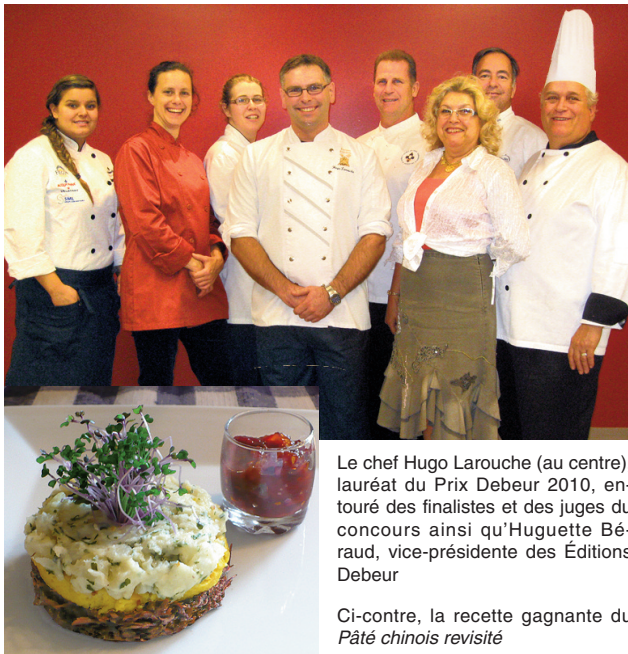 Le chef Hugo Larouche (au centre)
lauréat du Prix Debeur 2010, en-
touré des finalistes et des juges du
concours ainsi qu'Huguette Bé-
raud, vice-présidente des Éditions
Debeur
Ci-contre, la recette gagnante du
Pâté chinois revisité